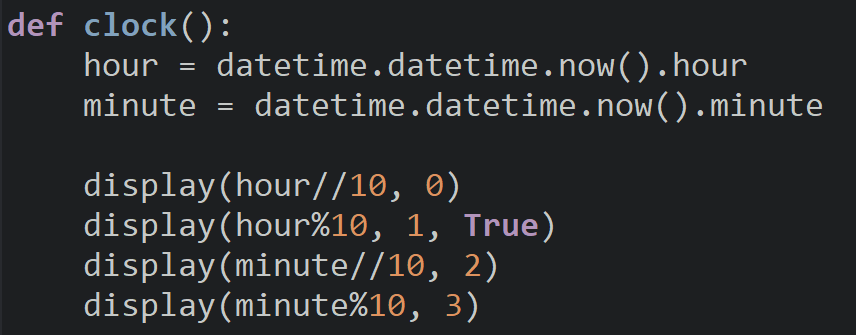 def clock():
    hour = datetime.datetime.now().hour
    minute = datetime.datetime.now().minute

    display(hour//10, 0)
    display(hour%10, 1, True)
    display(minute//10, 2)
    display(minute%10, 3)